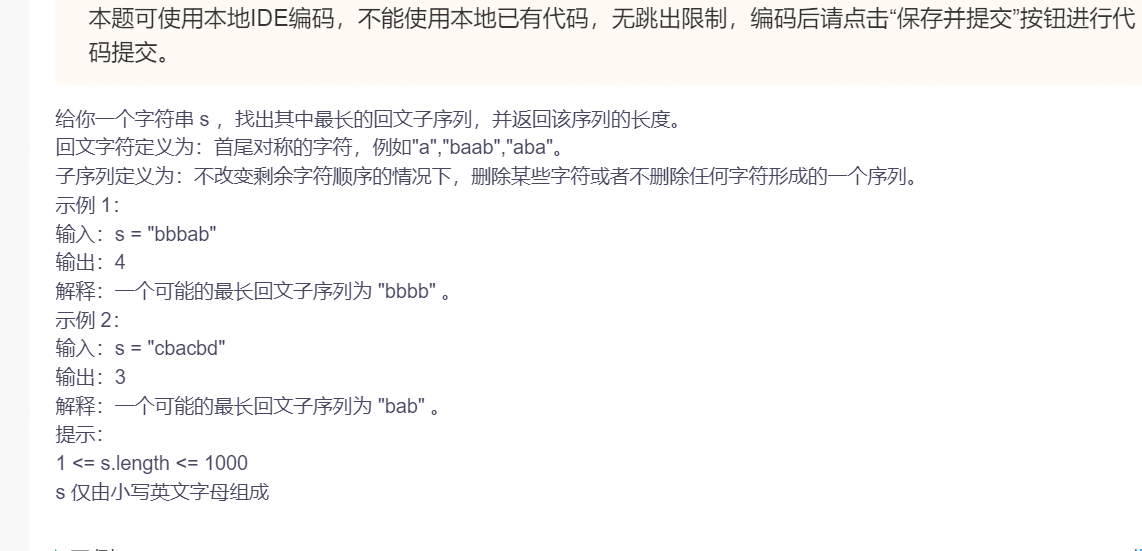 本题可使用本地IDE编码，不能使用本地已有代码，无跳出限制，编码后请点击“保存并提交”按钮进行代
码提交。
给你一个字符串 s ，找出其中最长的回文子序列，并返回该序列的长度。
回文字符定义为：首尾对称的字符，例如"a","baab","aba"。
子序列定义为：不改变剩余字符顺序的情况下，删除某些字符或者不删除任何字符形成的一个序列。
示例 1：
输入：s = "bbbab"
输出：4
解释：一个可能的最长回文子序列为 "bbbb" 。
示例 2：
输入：s = "cbacbd"
输出：3
解释：一个可能的最长回文子序列为 "bab" 。
提示：
1 <= s.length <= 1000
s 仅由小写英文字母组成